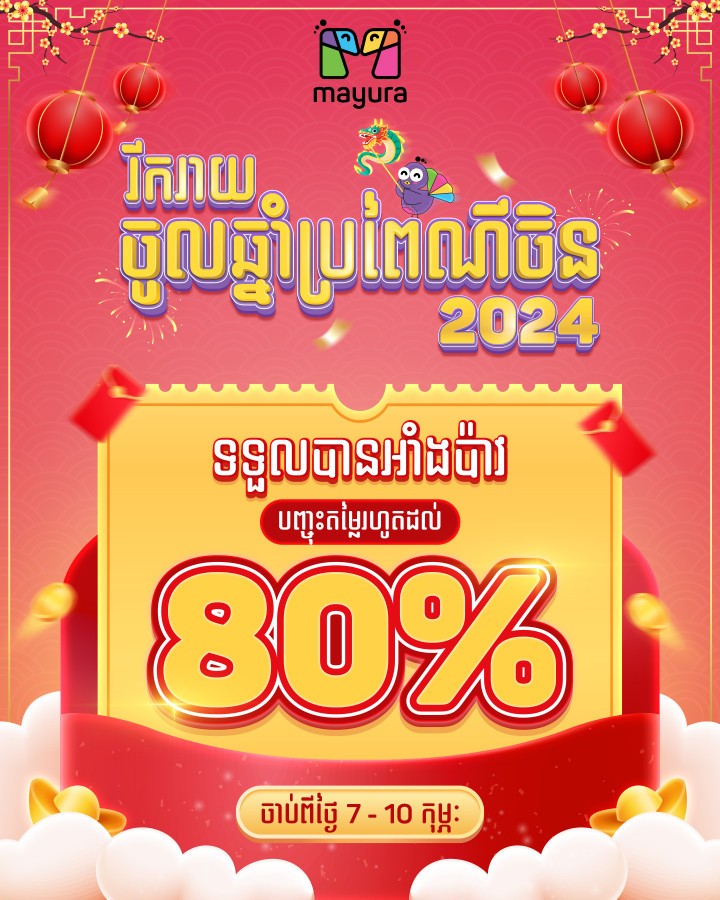 mayura
រីករាយ
ចូលឆ្នាំប្រពៃណីចិន
2024
ទទួលបានអាំងប៉ាវ
បញ្ចុះតម្លៃរហូតដល់
80%
ចាប់ពីថ្ងៃ 7 - 10 កុម្ភៈ